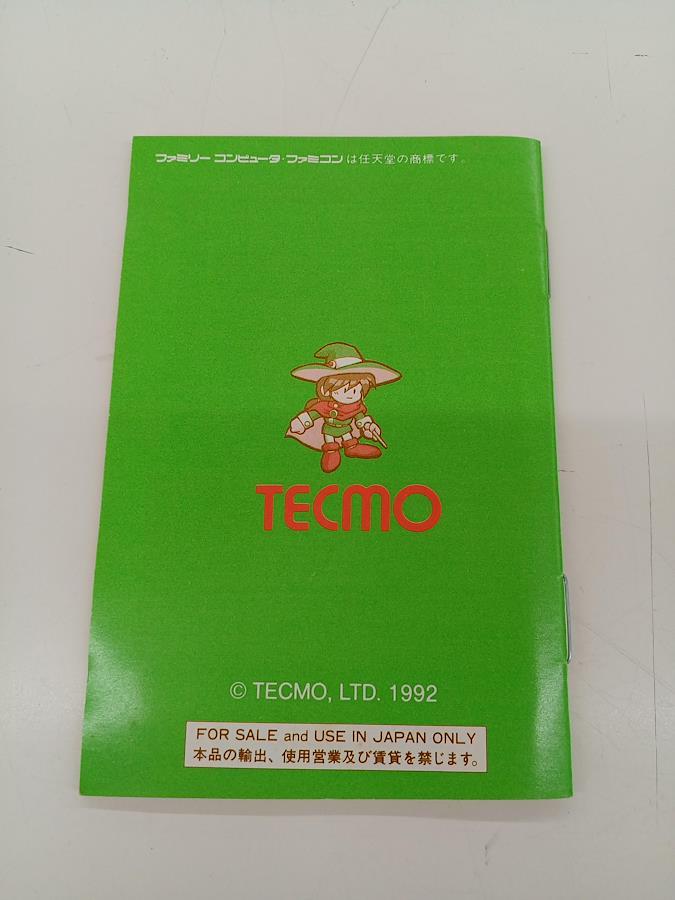 ファミリー コンピュータ・ファミコン は任天堂の商標です。
TECMO
© TECMO, LTD. 1992
FOR SALE and USE IN JAPAN ONLY
本品の輸出、使用営業及び賃貸を禁じます。